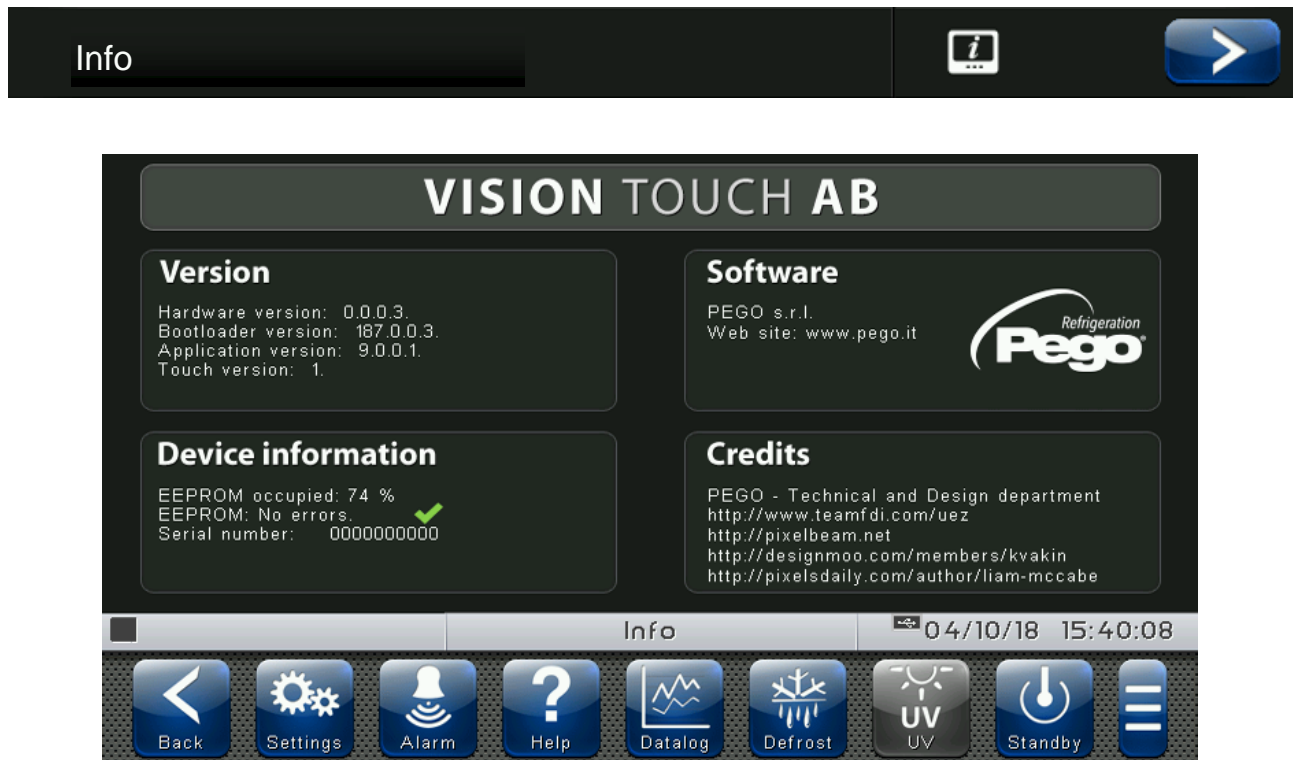 Info
VISION TOUCH AB
Version
Hardware version: 0.0.0.3.
Bootloader version: 187.0.0.3.
Application version: 9.0.0.1.
Touch version: 1.
Software
PEGO s.r.l.
Web site: www.pego.it
Refrigeration
Pego
Device information
EEPROM occupied: 74 %
EEPROM: No errors.
Serial number: 0000000000
Credits
PEGO - Technical and Design department
http://www.teamfdi.com/uez
http://pixelbeam.net
http://designmoo.com/members/kvakin
http://pixelsdaily.com/author/liam-mccabe
Info 04/10/18 15:40:08
UV
Back Settings Alarm Help Datalog Defrost UV Standby